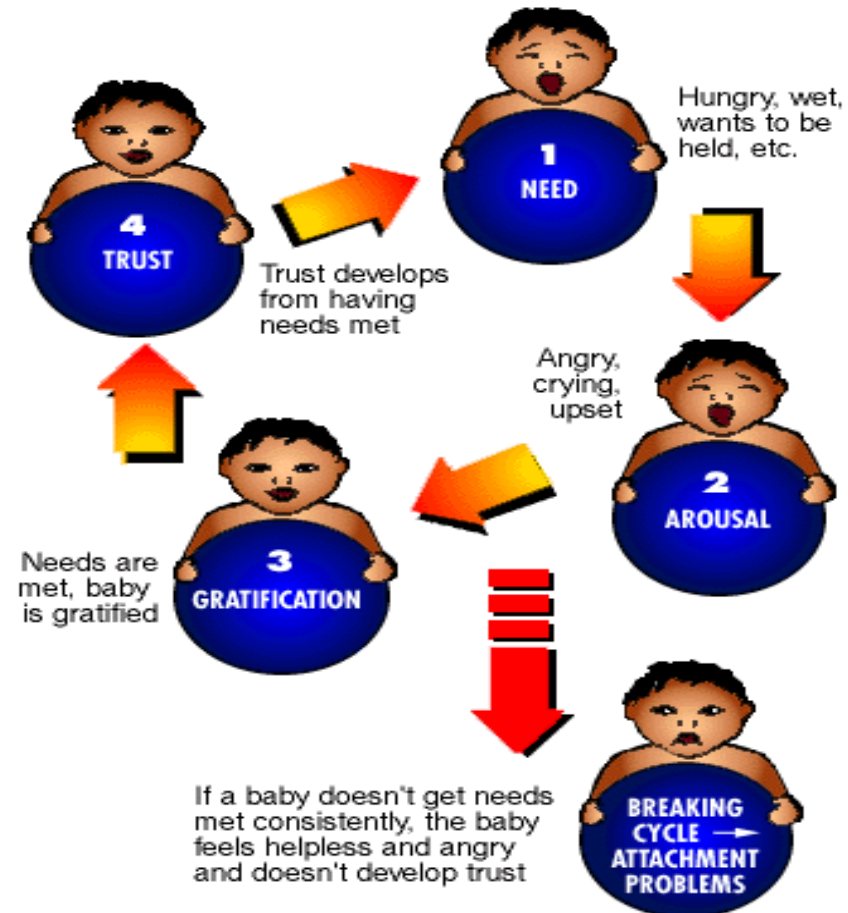 1
NEED
Hungry, wet,
wants to be
held, etc.
Angry,
crying,
upset
2
AROUSAL
3
GRATIFICATION
Needs are
met, baby
is gratified
4
TRUST
Trust develops
from having
needs met
If a baby doesn't get needs
met consistently, the baby
feels helpless and angry
and doesn't develop trust
BREAKING
CYCLE →
ATTACHMENT
PROBLEMS